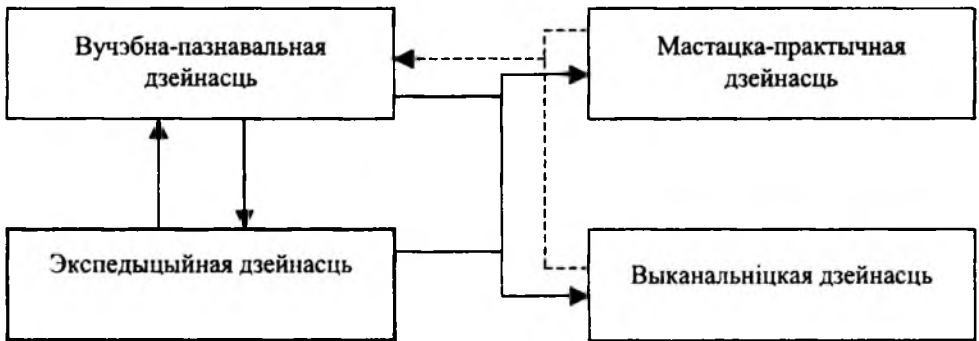 Вучэбна-пазнавальная
дзейнасць
Мастацка-практычная
дзейнасць
Экспедыцыйная дзейнасць
Выканальніцкая дзейнасць